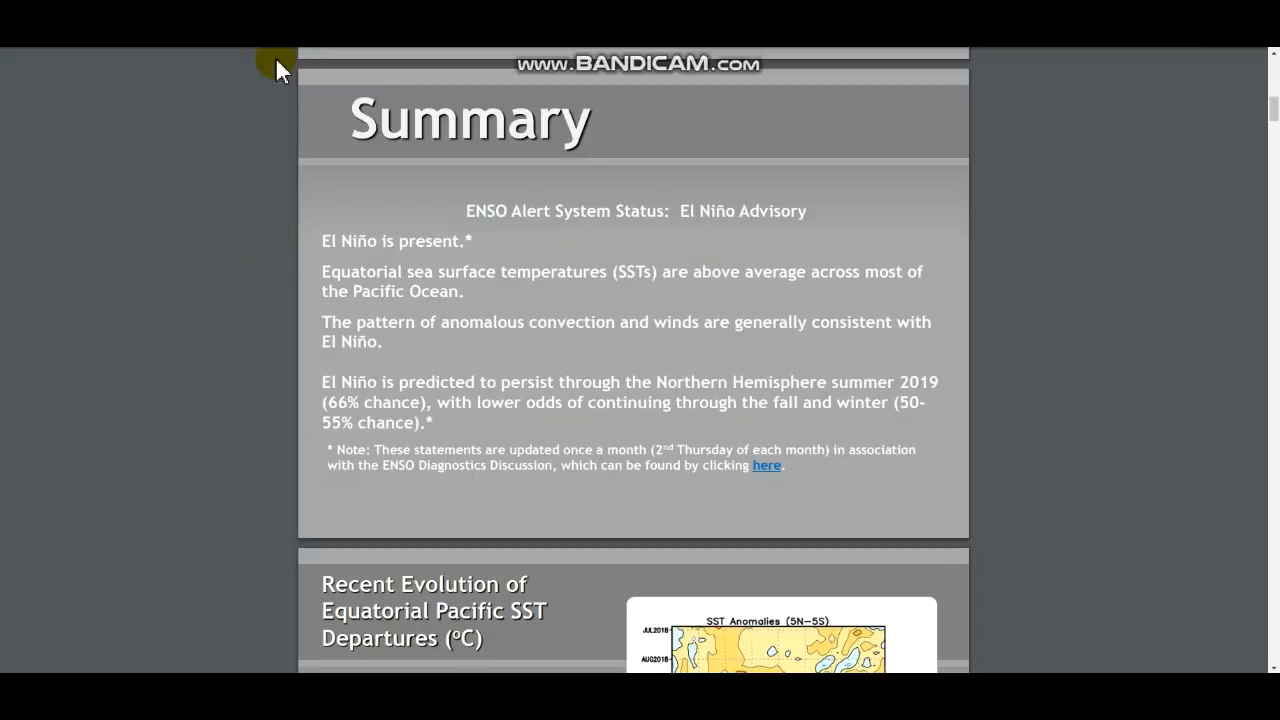 www.BANDICAM.com
Summary
ENSO Alert System Status: El Niño Advisory
El Niño is present.*
Equatorial sea surface temperatures (SSTs) are above average across most of
the Pacific Ocean.
The pattern of anomalous convection and winds are generally consistent with
El Niño.
El Niño is predicted to persist through the Northern Hemisphere summer 2019
(66% chance), with lower odds of continuing through the fall and winter (50-
55% chance).*
* Note: These statements are updated once a month (2nd Thursday of each month) in association
with the ENSO Diagnostics Discussion, which can be found by clicking here.
Recent Evolution of
Equatorial Pacific SST
Departures (ºC)
SST Anomalies (5N-5S)
JUL2018
AUG2018